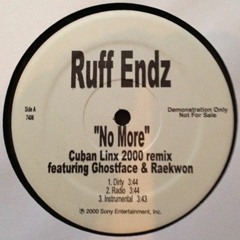 Ruff Endz
Side A
7408
Demonstration Only
Not For Sale
"No More"
Cuban Linx 2000 remix
featuring Ghostface & Raekwon
1. Dirty 3:44
2. Radio 3:44
3. Instrumental 3:43
℗ 2000 Sony Entertainment, Inc.